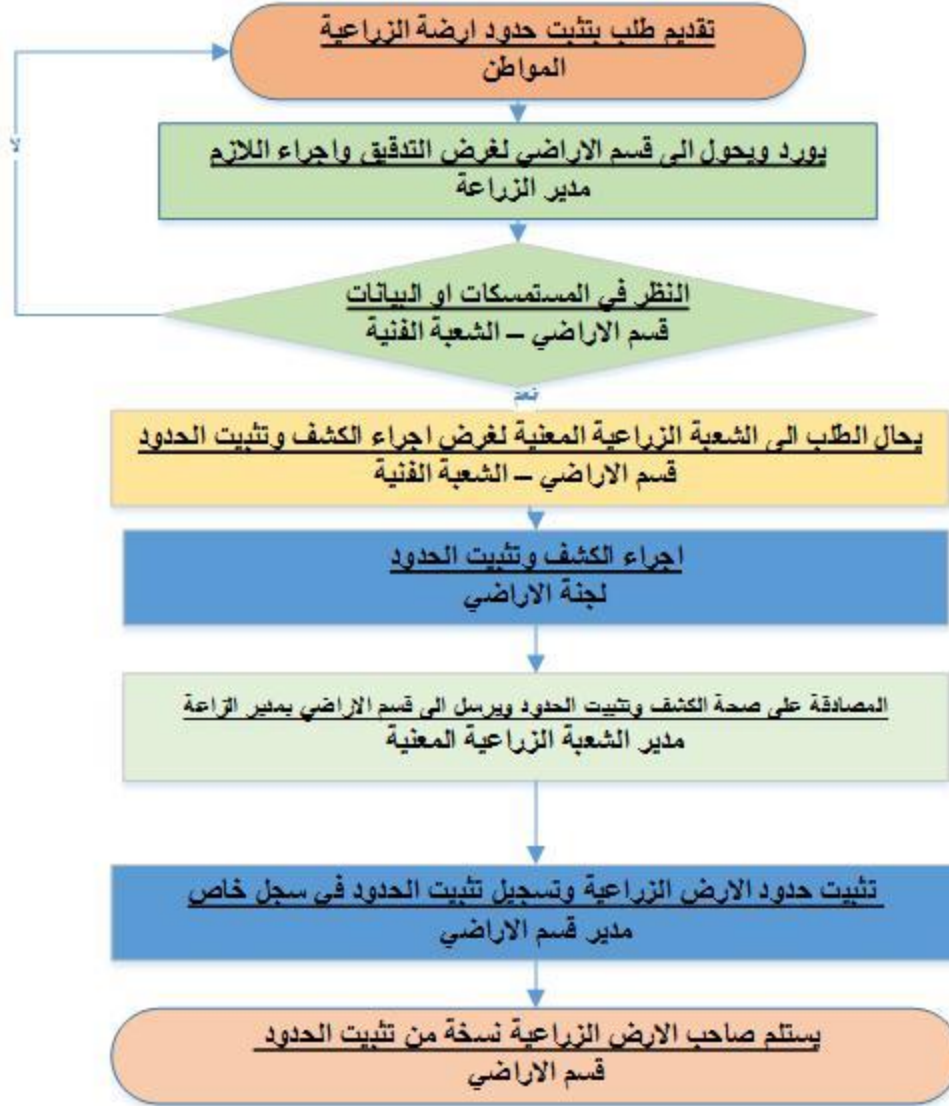 تقديم طلب بتثبت حدود ارضة الزراعية
المواطن
يورد ويحول الى قسم الاراضي لغرض التدقيق واجراء اللازم
مدير الزراعة
لا
النظر في المستمسكات او البيانات
قسم الاراضي – الشعبة الفنية
نعم
يحال الطلب الى الشعبة الزراعية المعنية لغرض اجراء الكشف وتثبيت الحدود
قسم الاراضي – الشعبة الفنية
اجراء الكشف وتثبيت الحدود
لجنة الاراضي
المصادقة على صحة الكشف وتثبيت الحدود ويرسل الى قسم الاراضي بمدير الزاعة
مدير الشعبة الزراعية المعنية
تثبيت حدود الارض الزراعية وتسجيل تثبيت الحدود في سجل خاص
مدير قسم الاراضي
يستلم صاحب الارض الزراعية نسخة من تثبيت الحدود
قسم الاراضي